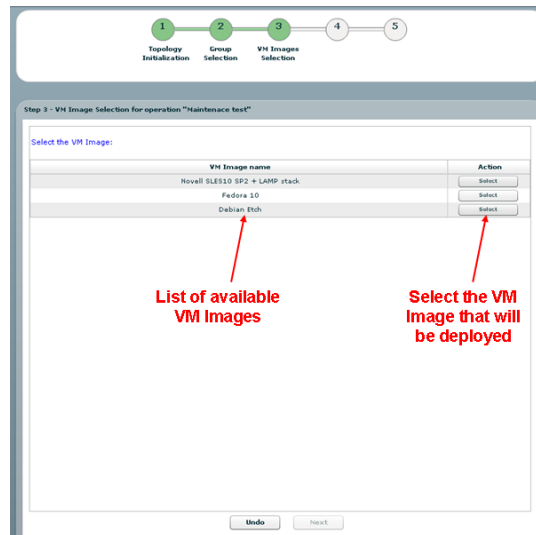 1 2 3 4 5
Topology Initialization
Group Selection
VM Images Selection
Step 3 - VM Image Selection for operation "Maintenace test"
Select the VM Image:
VM Image name Action
Novell SLES10 SP2 + LAMP stack Select
Fedora 10 Select
Debian Etch Select
List of available
VM Images
Select the VM
Image that will
be deployed
Undo Next